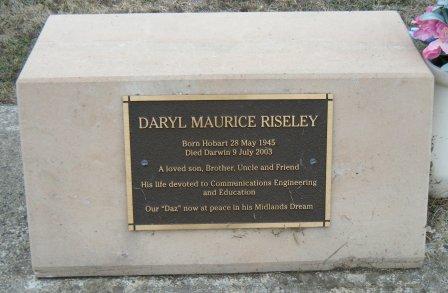 DARYL MAURICE RISELEY
Born Hobart 28 May 1945
Died Darwin 9 July 2003
A loved son, Brother, Uncle and Friend
His life devoted to Communications Engineering
and Education
Our "Daz" now at peace in his Midlands Dream